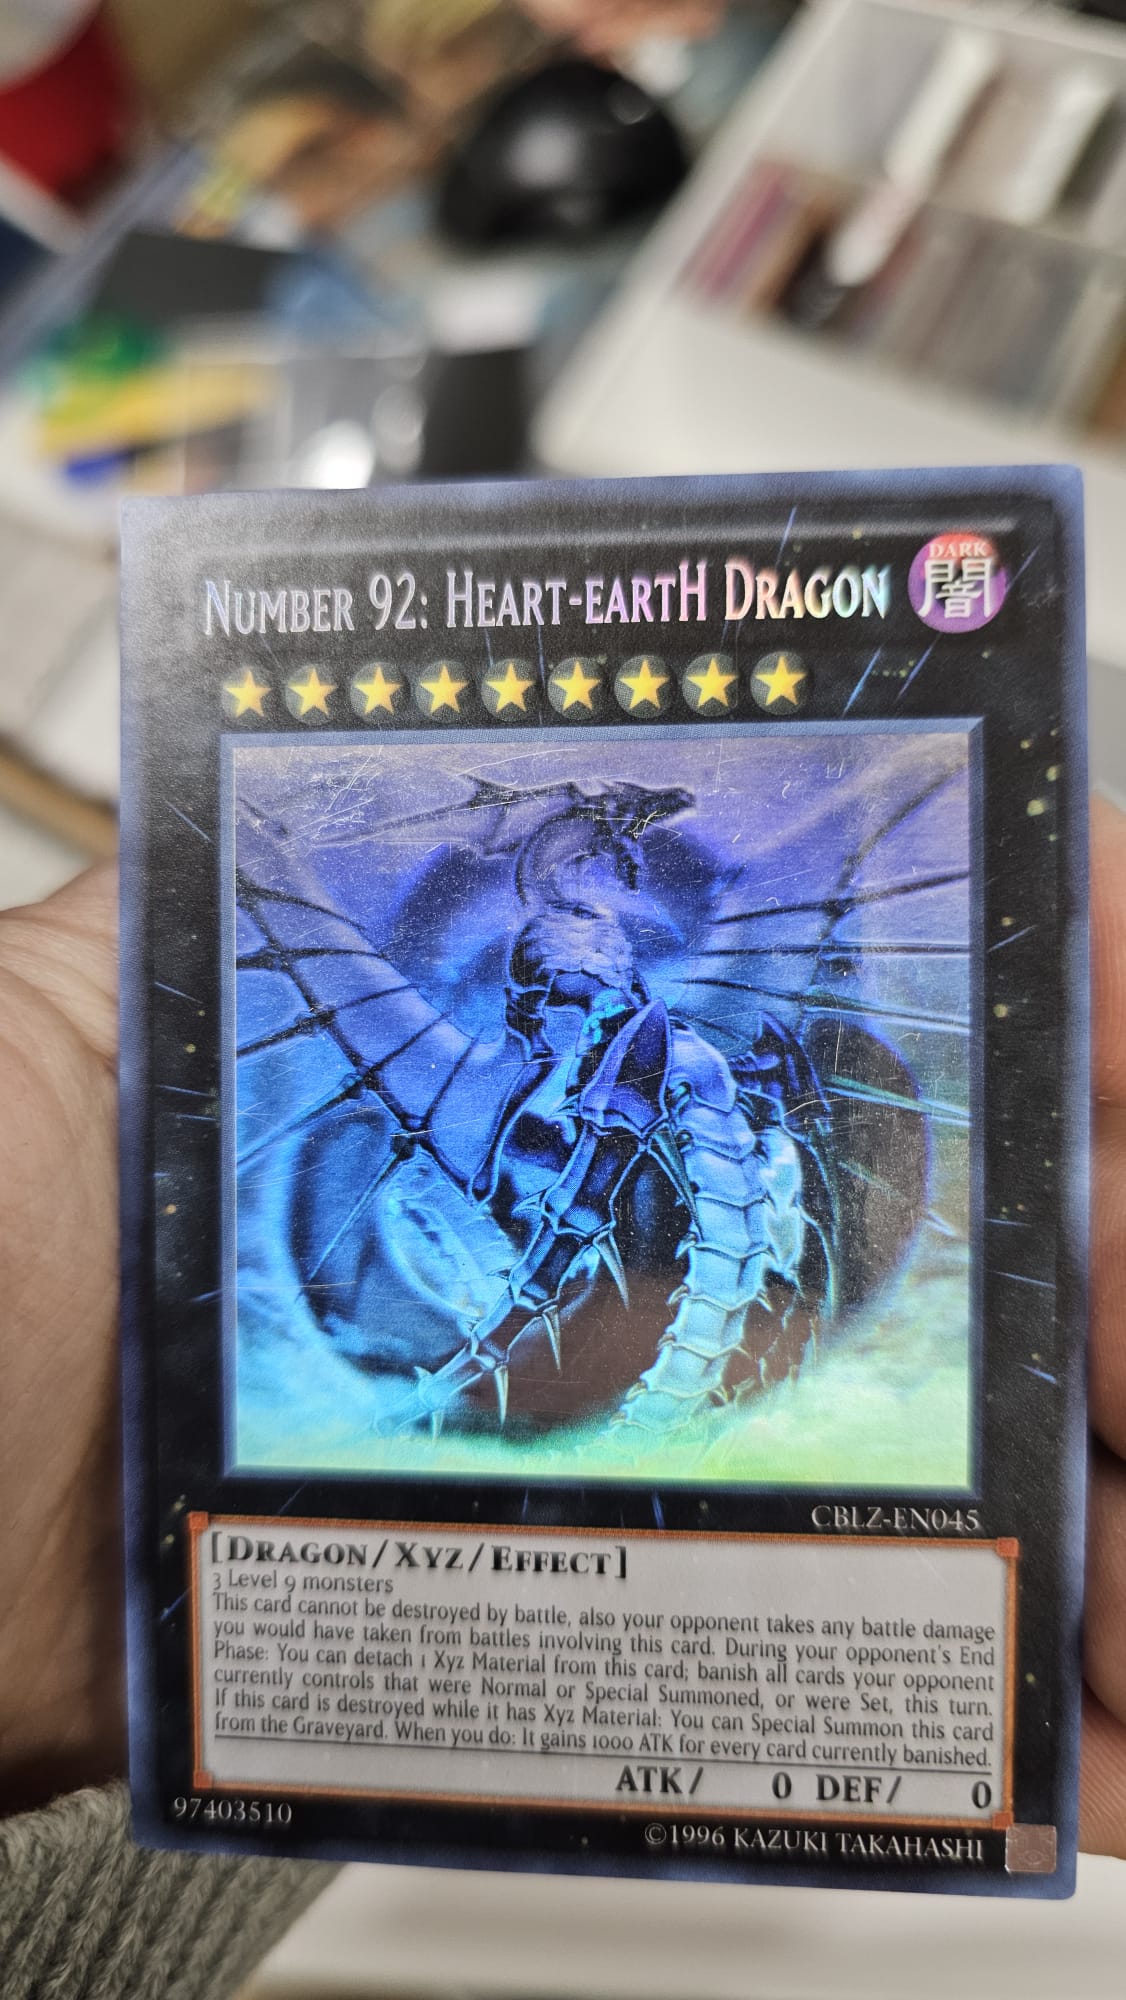 NUMBER 92: HEART-EARTH DRAGON
DARK
闇
CBLZ-EN045
[DRAGON/XYZ/EFFECT]
3 Level 9 monsters
This card cannot be destroyed by battle, also your opponent takes any battle damage
you would have taken from battles involving this card. During your opponent's End
Phase: You can detach 1 Xyz Material from this card; banish all cards your opponent
currently controls that were Normal or Special Summoned, or were Set, this turn.
If this card is destroyed while it has Xyz Material: You can Special Summon this card
from the Graveyard. When you do: It gains 1000 ATK for every card currently banished.
ATK/ 0 DEF/ 0
97403510
©1996 KAZUKI TAKAHASHI